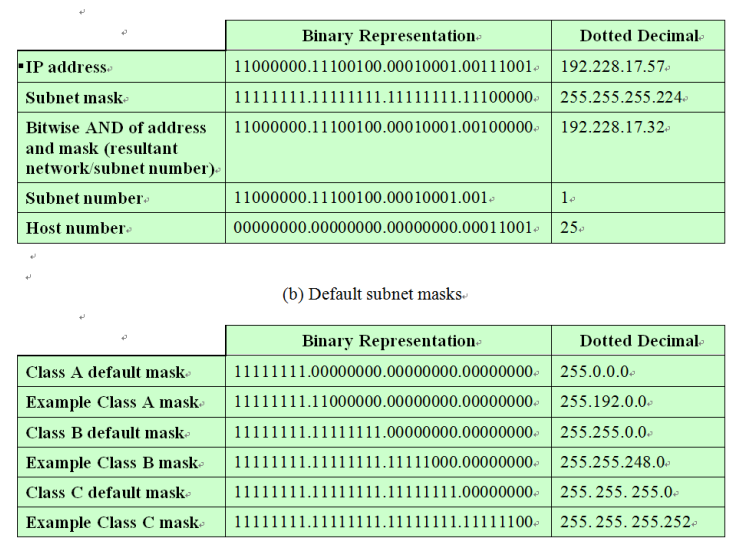 Binary Representation Dotted Decimal
IP address 11000000.11100100.00010001.00111001 192.228.17.57
Subnet mask 11111111.11111111.11111111.11100000 255.255.255.224
Bitwise AND of address 11000000.11100100.00010001.00100000 192.228.17.32
and mask (resultant
network/subnet number)
Subnet number 11000000.11100100.00010001.001 1
Host number 00000000.00000000.00000000.00011001 25
(b) Default subnet masks
Binary Representation Dotted Decimal
Class A default mask 11111111.00000000.00000000.00000000 255.0.0.0
Example Class A mask 11111111.11000000.00000000.00000000 255.192.0.0
Class B default mask 11111111.11111111.00000000.00000000 255.255.0.0
Example Class B mask 11111111.11111111.11111000.00000000 255.255.248.0
Class C default mask 11111111.11111111.11111111.00000000 255. 255. 255.0
Example Class C mask 11111111.11111111.11111111.11111100 255. 255. 255.252